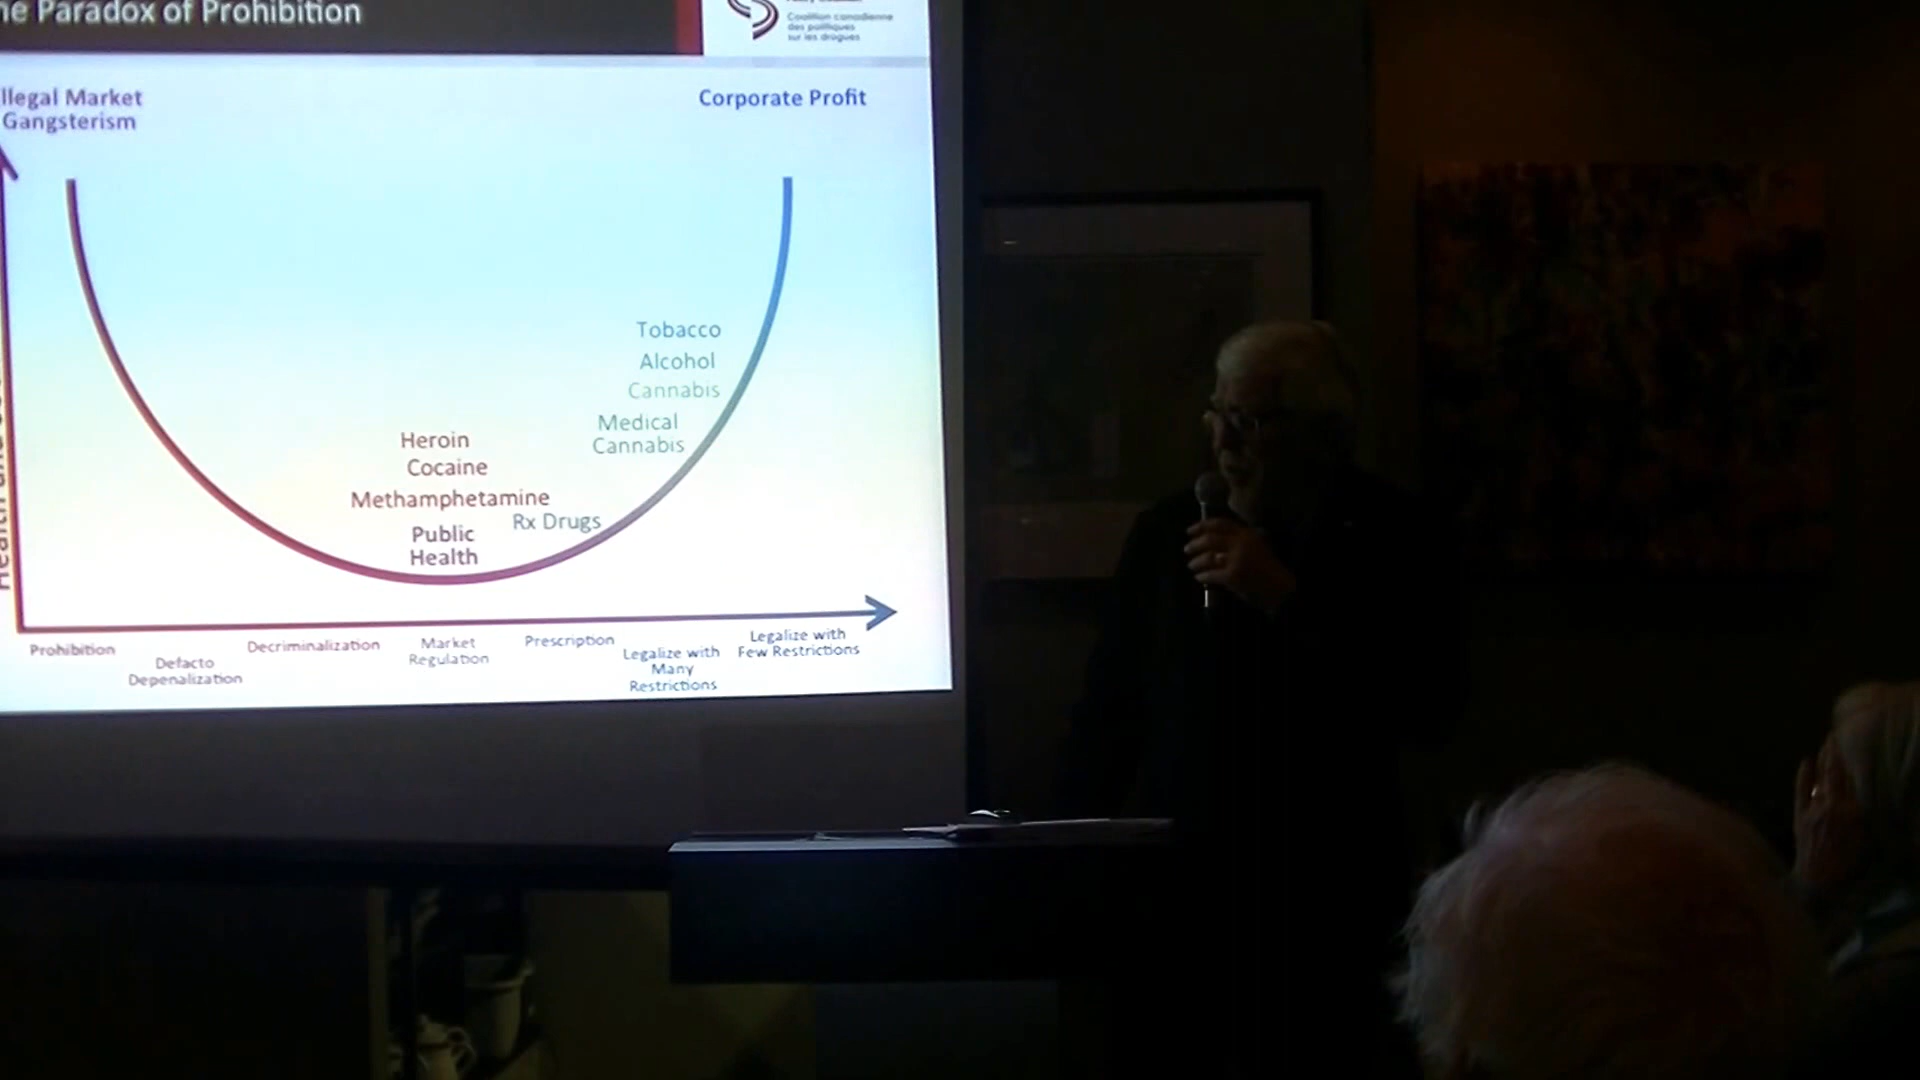 he Paradox of Prohibition
Coalition canadienne
des politiques
sur les drogues
llegal Market
Gangsterism
Corporate Profit
Tobacco
Alcohol
Cannabis
Medical
Cannabis
Heroin
Cocaine
Methamphetamine
Rx Drugs
Public
Health
Prohibition
Defacto
Depenalization
Decriminalization
Market
Regulation
Prescription
Legalize with
Many
Restrictions
Legalize with
Few Restrictions